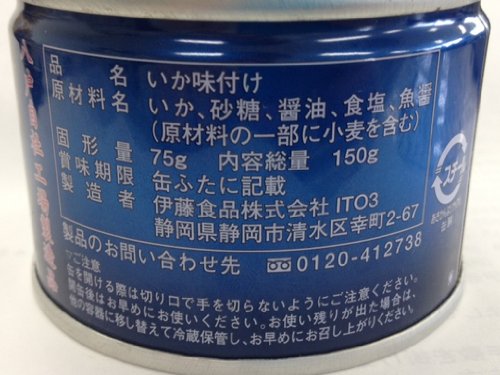 品名 いか味付け
原材料名 いか、砂糖、醤油、食塩、魚醤
(原材料の一部に小麦を含む)
固形量 75g 内容総量 150g
賞味期限 缶ふたに記載
製造者 伊藤食品株式会社 ITO3
静岡県静岡市清水区幸町2-67
製品のお問い合わせ先 0120-412738
▽ご注意
缶を開ける際は切り口で手を切らないようにご注意ください。
開缶後はお早めにお使いください。お使い残りが出た場合は、
他の容器に移し替えて冷蔵保管し、お早めにお召し上がりください。
スチール